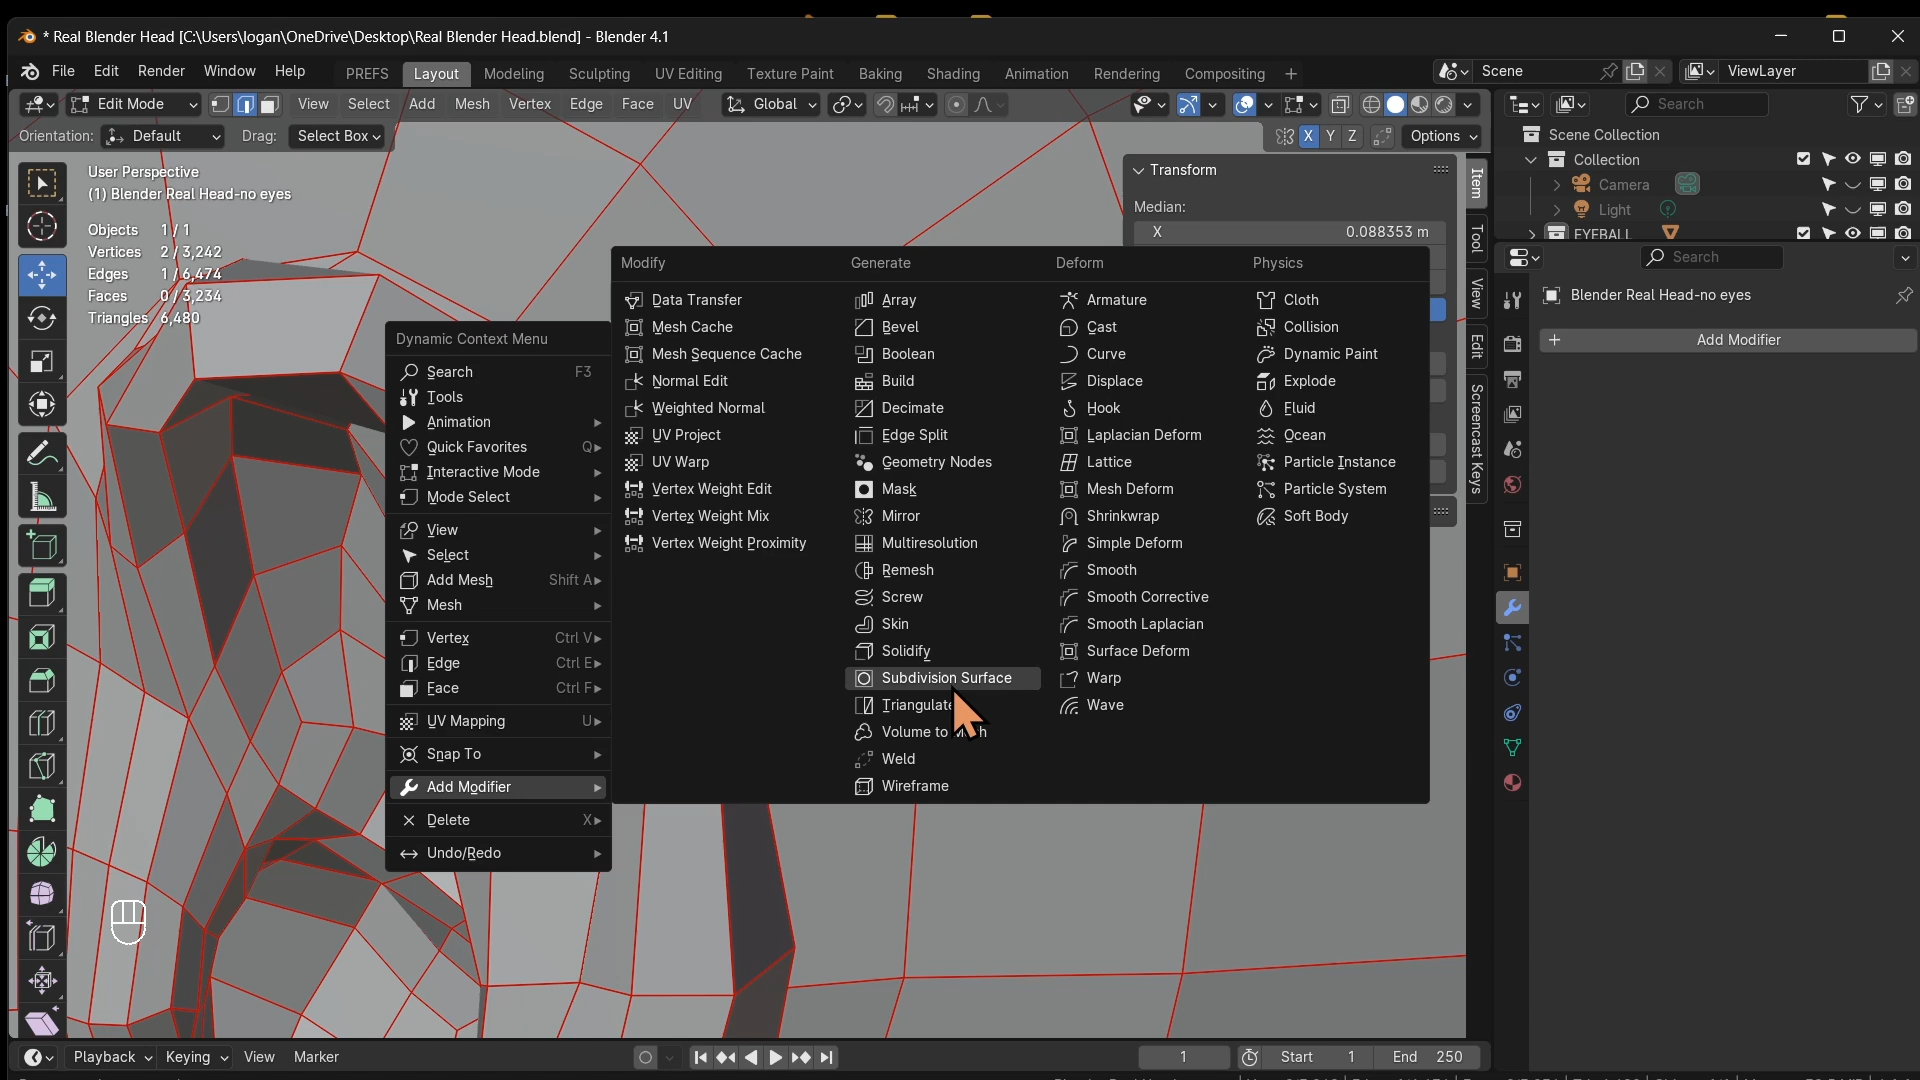 * Real Blender Head [C:\Users\logan\OneDrive\Desktop\Real Blender Head.blend] - Blender 4.1
File Edit Render Window Help PREFS Layout Modeling Sculpting UV Editing Texture Paint Baking Shading Animation Rendering Compositing + Scene ViewLayer
Edit Mode View Select Add Mesh Vertex Edge Face UV Global Search
Orientation: Default Drag: Select Box X Y Z Options
Scene Collection
Collection
Camera
Light
EYEBALL
User Perspective
(1) Blender Real Head-no eyes
Objects 1/1
Vertices 2/3,242
Edges 1/6,474
Faces 0/3,234
Triangles 6,480
Transform
Median:
X 0.088353 m
Item
Tool
View
Edit
Screencast Keys
Search
Blender Real Head-no eyes
+ Add Modifier
Dynamic Context Menu
Search F3
Tools
Animation
Quick Favorites Q
Interactive Mode
Mode Select
View
Select
Add Mesh Shift A
Mesh
Vertex Ctrl V
Edge Ctrl E
Face Ctrl F
UV Mapping U
Snap To
Add Modifier
Delete X
Undo/Redo
Modify
Data Transfer
Mesh Cache
Mesh Sequence Cache
Normal Edit
Weighted Normal
UV Project
UV Warp
Vertex Weight Edit
Vertex Weight Mix
Vertex Weight Proximity
Generate
Array
Bevel
Boolean
Build
Decimate
Edge Split
Geometry Nodes
Mask
Mirror
Multiresolution
Remesh
Screw
Skin
Solidify
Subdivision Surface
Triangulate
Volume to
Weld
Wireframe
Deform
Armature
Cast
Curve
Displace
Hook
Laplacian Deform
Lattice
Mesh Deform
Shrinkwrap
Simple Deform
Smooth
Smooth Corrective
Smooth Laplacian
Surface Deform
Warp
Wave
Physics
Cloth
Collision
Dynamic Paint
Explode
Fluid
Ocean
Particle Instance
Particle System
Soft Body
Playback Keying View Marker 1 Start 1 End 250